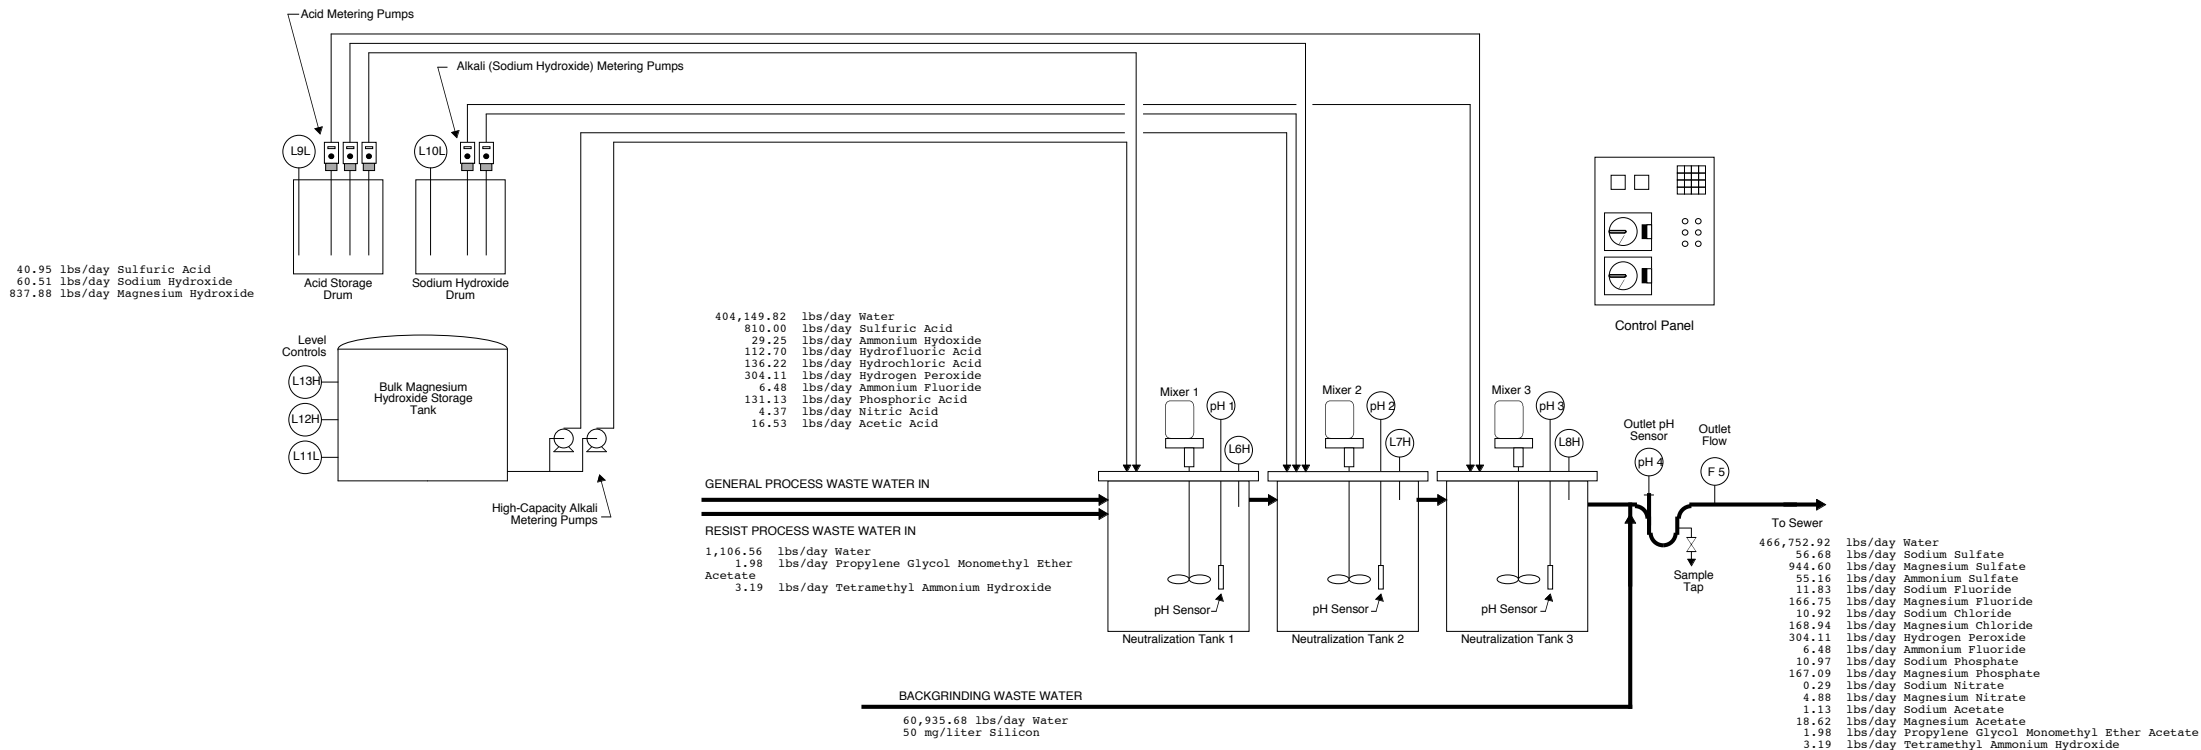 Acid Metering Pumps
Alkali (Sodium Hydroxide) Metering Pumps
L9L
L10L
40.95 lbs/day Sulfuric Acid
60.51 lbs/day Sodium Hydroxide
837.88 lbs/day Magnesium Hydroxide
Acid Storage
Drum
Sodium Hydroxide
Drum
Control Panel
Level
Controls
L13H
L12H
L11L
Bulk Magnesium
Hydroxide Storage
Tank
High-Capacity Alkali
Metering Pumps
404,149.82 lbs/day Water
810.00 lbs/day Sulfuric Acid
29.25 lbs/day Ammonium Hydoxide
112.70 lbs/day Hydrofluoric Acid
136.22 lbs/day Hydrochloric Acid
304.11 lbs/day Hydrogen Peroxide
6.48 lbs/day Ammonium Fluoride
131.13 lbs/day Phosphoric Acid
4.37 lbs/day Nitric Acid
16.53 lbs/day Acetic Acid
GENERAL PROCESS WASTE WATER IN
RESIST PROCESS WASTE WATER IN
1,106.56 lbs/day Water
1.98 lbs/day Propylene Glycol Monomethyl Ether
Acetate
3.19 lbs/day Tetramethyl Ammonium Hydroxide
Mixer 1
pH 1
L6H
pH Sensor
Neutralization Tank 1
Mixer 2
pH 2
L7H
pH Sensor
Neutralization Tank 2
Mixer 3
pH 3
L8H
pH Sensor
Neutralization Tank 3
Outlet pH
Sensor
pH 4
Outlet
Flow
F 5
To Sewer
Sample
Tap
BACKGRINDING WASTE WATER
60,935.68 lbs/day Water
50 mg/liter Silicon
466,752.92 lbs/day Water
56.68 lbs/day Sodium Sulfate
944.60 lbs/day Magnesium Sulfate
55.16 lbs/day Ammonium Sulfate
11.83 lbs/day Sodium Fluoride
166.75 lbs/day Magnesium Fluoride
10.92 lbs/day Sodium Chloride
168.94 lbs/day Magnesium Chloride
304.11 lbs/day Hydrogen Peroxide
6.48 lbs/day Ammonium Fluoride
10.97 lbs/day Sodium Phosphate
167.09 lbs/day Magnesium Phosphate
0.29 lbs/day Sodium Nitrate
4.88 lbs/day Magnesium Nitrate
1.13 lbs/day Sodium Acetate
18.62 lbs/day Magnesium Acetate
1.98 lbs/day Propylene Glycol Monomethyl Ether Acetate
3.19 lbs/day Tetramethyl Ammonium Hydroxide